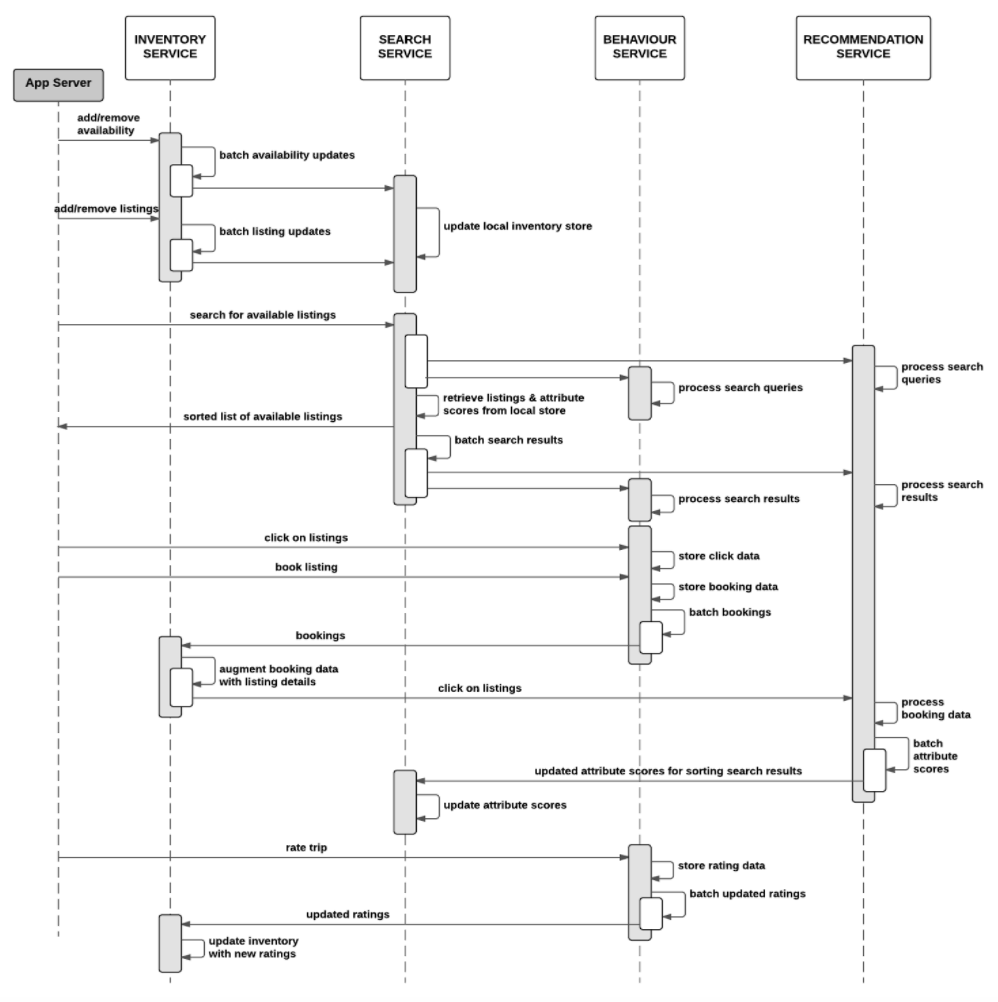 INVENTORY
SERVICE
SEARCH
SERVICE
BEHAVIOUR
SERVICE
RECOMMENDATION
SERVICE
App Server
add/remove
availability
batch availability updates
add/remove listings
batch listing updates
update local inventory store
search for available listings
process search
queries
process search queries
retrieve listings & attribute
scores from local store
sorted list of available listings
batch search results
process search
results
process search results
click on listings
store click data
book listing
store booking data
batch bookings
bookings
augment booking data
with listing details
click on listings
process
booking data
batch
attribute
scores
updated attribute scores for sorting search results
update attribute scores
rate trip
store rating data
batch updated ratings
updated ratings
update inventory
with new ratings